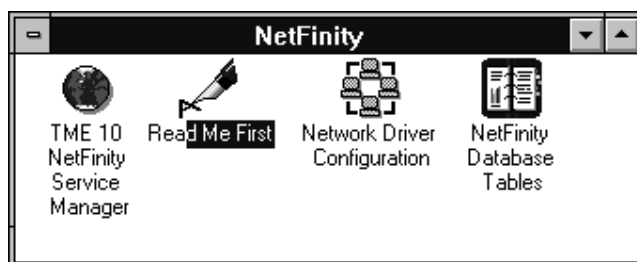 NetFinity
TME 10
NetFinity
Service
Manager
Read Me First
Network Driver
Configuration
NetFinity
Database
Tables